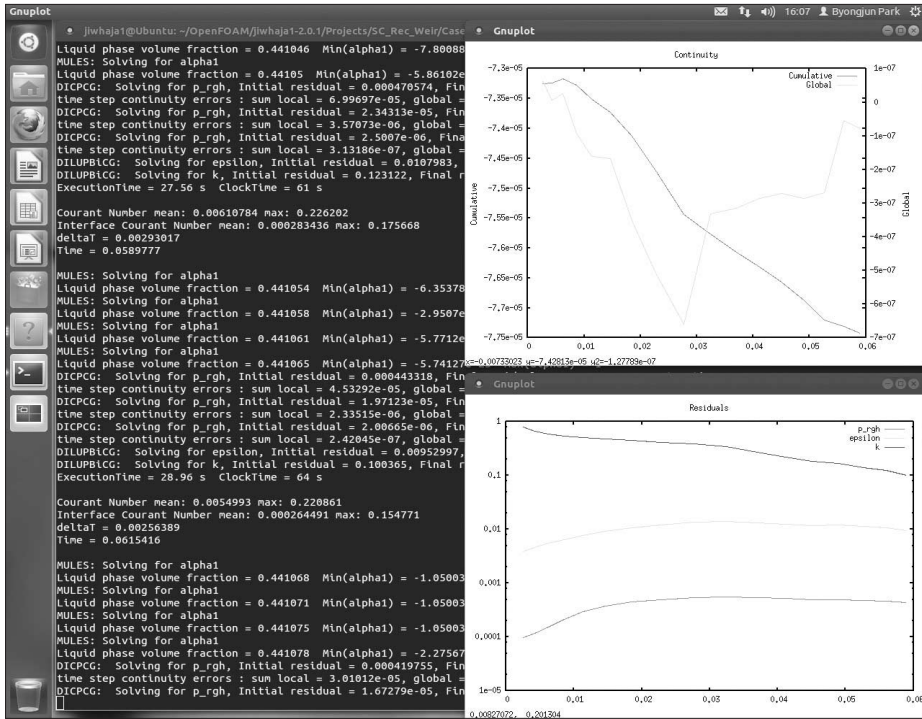 Gnuplot
16:07 Byongjun Park
jiwhaja1@Ubuntu: ~/OpenFOAM/jiwhaja1-2.0.1/Projects/SC_Rec_Weir/Case
Liquid phase volume fraction = 0.441046 Min(alpha1) = -7.80088
MULES: Solving for alpha1
Liquid phase volume fraction = 0.44105 Min(alpha1) = -5.86102e
DICPCG: Solving for p_rgh, Initial residual = 0.000470574, Fin
time step continuity errors : sum local = 6.99697e-05, global =
DICPCG: Solving for p_rgh, Initial residual = 2.34313e-05, Fin
time step continuity errors : sum local = 3.57073e-06, global =
DICPCG: Solving for p_rgh, Initial residual = 2.5007e-06, Fina
time step continuity errors : sum local = 3.13186e-07, global =
DILUPBiCG: Solving for epsilon, Initial residual = 0.0107983,
DILUPBiCG: Solving for k, Initial residual = 0.123122, Final r
ExecutionTime = 27.56 s ClockTime = 61 s
Courant Number mean: 0.00610784 max: 0.226202
Interface Courant Number mean: 0.000283436 max: 0.175668
deltaT = 0.00293017
Time = 0.0589777
MULES: Solving for alpha1
Liquid phase volume fraction = 0.441054 Min(alpha1) = -6.35378
MULES: Solving for alpha1
Liquid phase volume fraction = 0.441058 Min(alpha1) = -2.9507e
MULES: Solving for alpha1
Liquid phase volume fraction = 0.441061 Min(alpha1) = -5.7712e
MULES: Solving for alpha1
Liquid phase volume fraction = 0.441065 Min(alpha1) = -5.74127
DICPCG: Solving for p_rgh, Initial residual = 0.000443318, Fin
time step continuity errors : sum local = 4.53292e-05, global =
DICPCG: Solving for p_rgh, Initial residual = 1.97123e-05, Fin
time step continuity errors : sum local = 2.33515e-06, global =
DICPCG: Solving for p_rgh, Initial residual = 2.00665e-06, Fin
time step continuity errors : sum local = 2.42045e-07, global =
DILUPBiCG: Solving for epsilon, Initial residual = 0.00952997,
DILUPBiCG: Solving for k, Initial residual = 0.100365, Final r
ExecutionTime = 28.96 s ClockTime = 64 s
Courant Number mean: 0.0054993 max: 0.220861
Interface Courant Number mean: 0.000264491 max: 0.154771
deltaT = 0.00256389
Time = 0.0615416
MULES: Solving for alpha1
Liquid phase volume fraction = 0.441068 Min(alpha1) = -1.05003
MULES: Solving for alpha1
Liquid phase volume fraction = 0.441071 Min(alpha1) = -1.05003
MULES: Solving for alpha1
Liquid phase volume fraction = 0.441075 Min(alpha1) = -1.05003
MULES: Solving for alpha1
Liquid phase volume fraction = 0.441078 Min(alpha1) = -2.27567
DICPCG: Solving for p_rgh, Initial residual = 0.000419755, Fin
time step continuity errors : sum local = 3.01012e-05, global =
DICPCG: Solving for p_rgh, Initial residual = 1.67279e-05, Fin
Gnuplot
Continuity
Cumulative
Global
-7.3e-05
-7.35e-05
-7.4e-05
-7.45e-05
-7.5e-05
-7.55e-05
-7.6e-05
-7.65e-05
-7.7e-05
-7.75e-05
Cumulative
1e-07
0
-1e-07
-2e-07
-3e-07
-4e-07
-5e-07
-6e-07
-7e-07
Global
0 0.01 0.02 0.03 0.04 0.05 0.06
x=-0.00733023 y=-7.42813e-05 y2=-1.27789e-07
Gnuplot
Residuals
p_rgh
epsilon
k
1
0.1
0.01
0.001
0.0001
1e-05
0 0.01 0.02 0.03 0.04 0.05 0.06
0.00827072, 0.201304